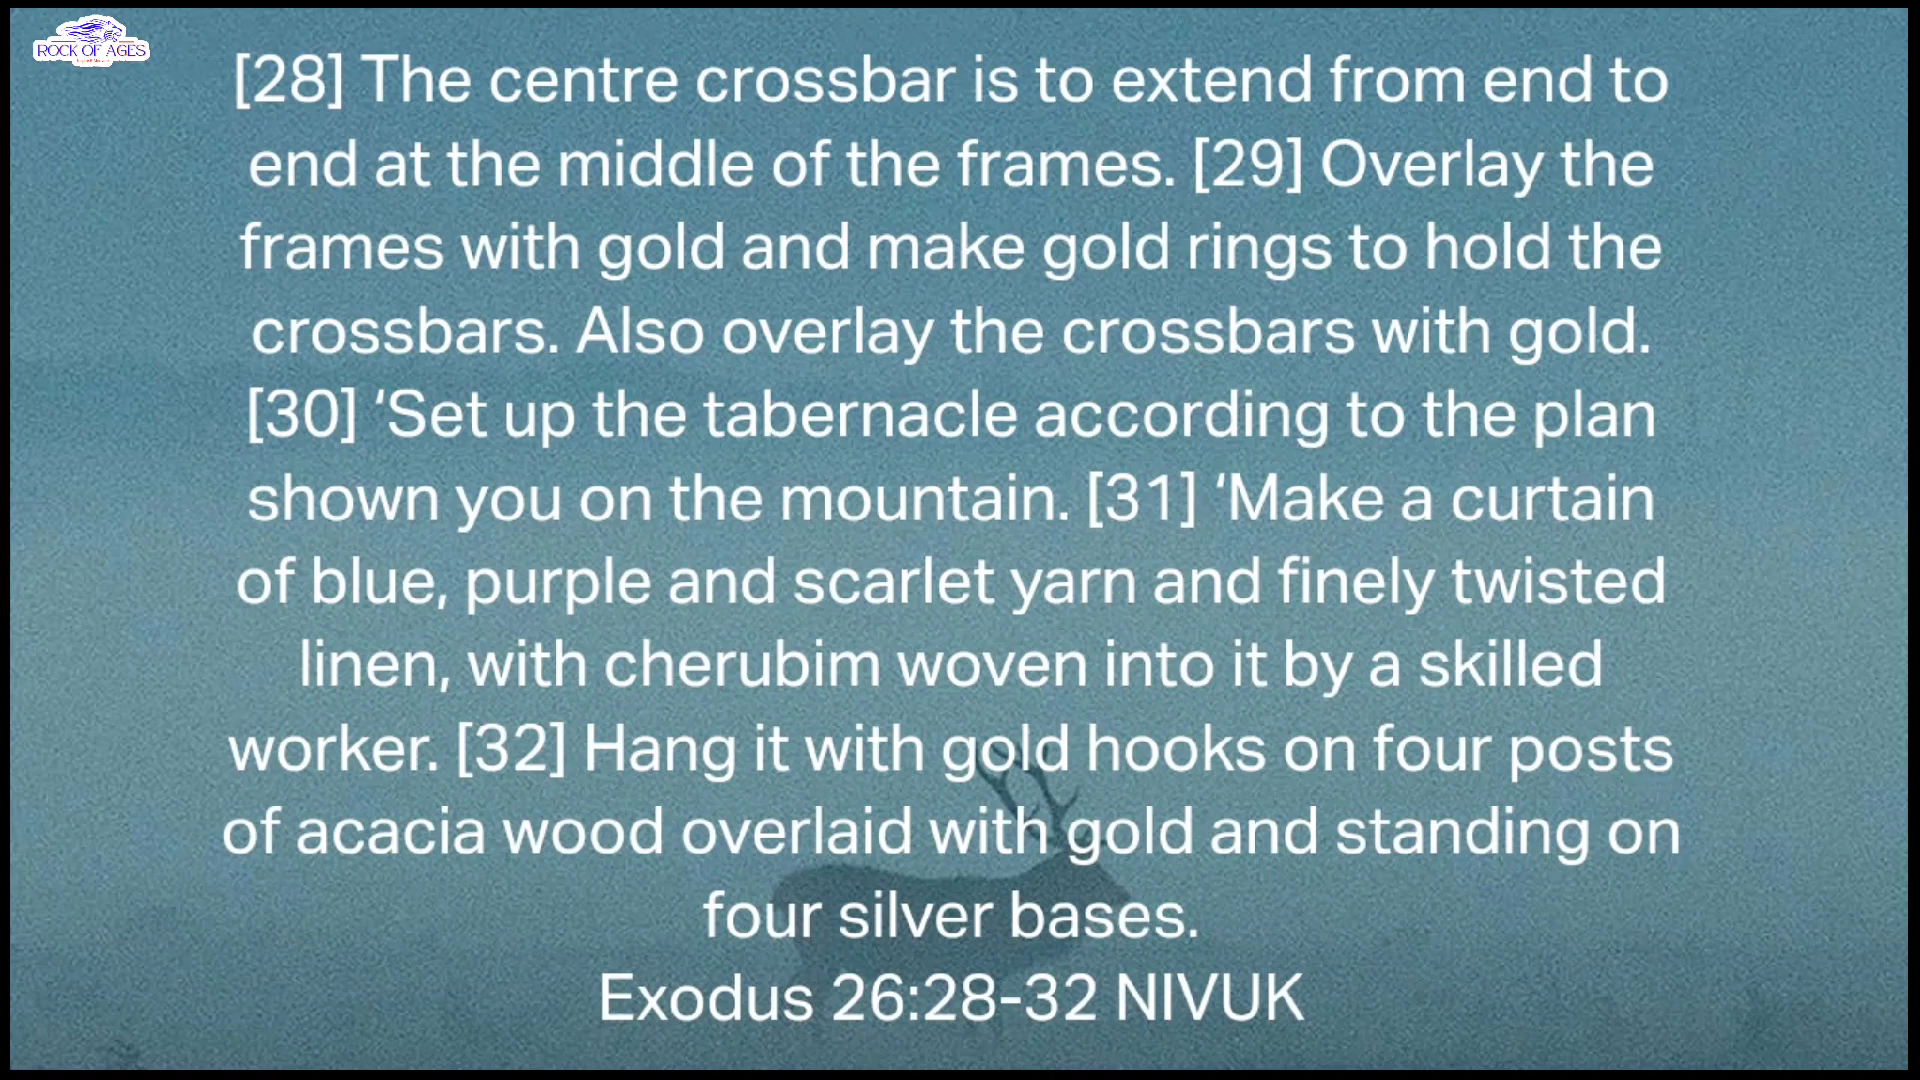 ROCK OF AGES
[28] The centre crossbar is to extend from end to
end at the middle of the frames. [29] Overlay the
frames with gold and make gold rings to hold the
crossbars. Also overlay the crossbars with gold.
[30] ‘Set up the tabernacle according to the plan
shown you on the mountain. [31] ‘Make a curtain
of blue, purple and scarlet yarn and finely twisted
linen, with cherubim woven into it by a skilled
worker. [32] Hang it with gold hooks on four posts
of acacia wood overlaid with gold and standing on
four silver bases.
Exodus 26:28-32 NIVUK